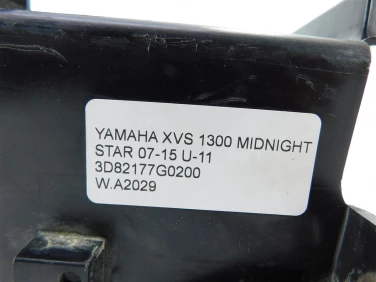 YAMAHA XVS 1300 MIDNIGHT
STAR 07-15 U-11
3D82177G0200
W.A2029